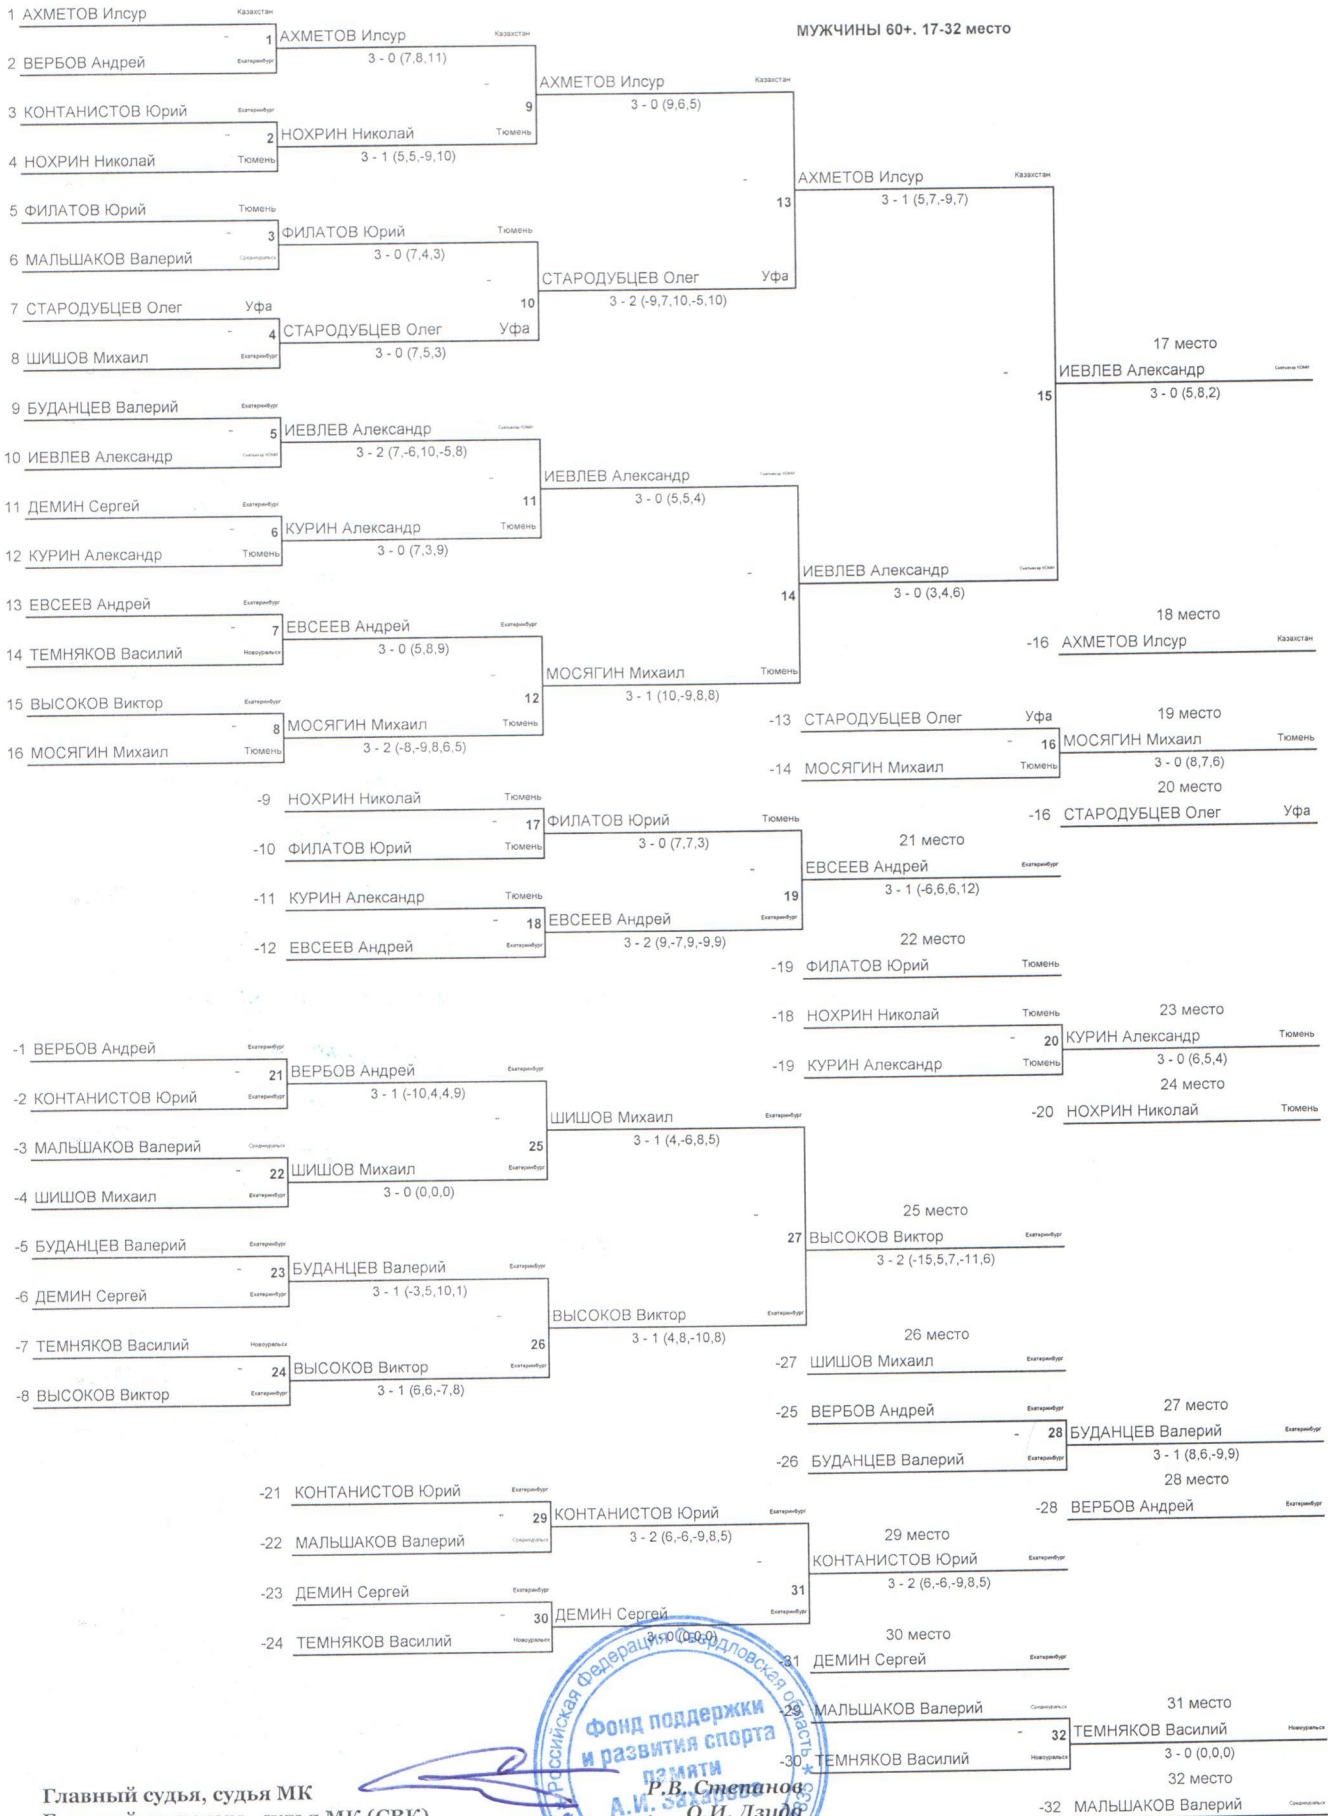 МУЖЧИНЫ 60+. 17-32 место
1 АХМЕТОВ Илсур Казахстан
- 1
2 ВЕРБОВ Андрей Екатеринбург
АХМЕТОВ Илсур Казахстан
3 - 0 (7,8,11)
3 КОНТАНИСТОВ Юрий Екатеринбург
- 2
4 НОХРИН Николай Тюмень
НОХРИН Николай Тюмень
3 - 1 (5,5,-9,10)
- 9
АХМЕТОВ Илсур Казахстан
3 - 0 (9,6,5)
5 ФИЛАТОВ Юрий Тюмень
- 3
6 МАЛЬШАКОВ Валерий Среднеуральск
ФИЛАТОВ Юрий Тюмень
3 - 0 (7,4,3)
7 СТАРОДУБЦЕВ Олег Уфа
- 4
8 ШИШОВ Михаил Екатеринбург
СТАРОДУБЦЕВ Олег Уфа
3 - 0 (7,5,3)
- 10
СТАРОДУБЦЕВ Олег Уфа
3 - 2 (-9,7,10,-5,10)
- 13
АХМЕТОВ Илсур Казахстан
3 - 1 (5,7,-9,7)
9 БУДАНЦЕВ Валерий Екатеринбург
- 5
10 ИЕВЛЕВ Александр Сыктывкар КОМИ
ИЕВЛЕВ Александр Сыктывкар КОМИ
3 - 2 (7,-6,10,-5,8)
11 ДЕМИН Сергей Екатеринбург
- 6
12 КУРИН Александр Тюмень
КУРИН Александр Тюмень
3 - 0 (7,3,9)
- 11
ИЕВЛЕВ Александр Сыктывкар КОМИ
3 - 0 (5,5,4)
13 ЕВСЕЕВ Андрей Екатеринбург
- 7
14 ТЕМНЯКОВ Василий Новоуральск
ЕВСЕЕВ Андрей Екатеринбург
3 - 0 (5,8,9)
15 ВЫСОКОВ Виктор Екатеринбург
- 8
16 МОСЯГИН Михаил Тюмень
МОСЯГИН Михаил Тюмень
3 - 2 (-8,-9,8,6,5)
- 12
МОСЯГИН Михаил Тюмень
3 - 1 (10,-9,8,8)
- 14
ИЕВЛЕВ Александр Сыктывкар КОМИ
3 - 0 (3,4,6)
- 15
17 место
ИЕВЛЕВ Александр Сыктывкар КОМИ
3 - 0 (5,8,2)
18 место
-16 АХМЕТОВ Илсур Казахстан
-13 СТАРОДУБЦЕВ Олег Уфа
- 16
-14 МОСЯГИН Михаил Тюмень
19 место
МОСЯГИН Михаил Тюмень
3 - 0 (8,7,6)
20 место
-16 СТАРОДУБЦЕВ Олег Уфа
-9 НОХРИН Николай Тюмень
- 17
-10 ФИЛАТОВ Юрий Тюмень
ФИЛАТОВ Юрий Тюмень
3 - 0 (7,7,3)
-11 КУРИН Александр Тюмень
- 18
-12 ЕВСЕЕВ Андрей Екатеринбург
ЕВСЕЕВ Андрей Екатеринбург
3 - 2 (9,-7,9,-9,9)
- 19
21 место
ЕВСЕЕВ Андрей Екатеринбург
3 - 1 (-6,6,6,12)
22 место
-19 ФИЛАТОВ Юрий Тюмень
-18 НОХРИН Николай Тюмень
- 20
-19 КУРИН Александр Тюмень
23 место
КУРИН Александр Тюмень
3 - 0 (6,5,4)
24 место
-20 НОХРИН Николай Тюмень
-1 ВЕРБОВ Андрей Екатеринбург
- 21
-2 КОНТАНИСТОВ Юрий Екатеринбург
ВЕРБОВ Андрей Екатеринбург
3 - 1 (-10,4,4,9)
-3 МАЛЬШАКОВ Валерий Среднеуральск
- 22
-4 ШИШОВ Михаил Екатеринбург
ШИШОВ Михаил Екатеринбург
3 - 0 (0,0,0)
- 25
ШИШОВ Михаил Екатеринбург
3 - 1 (4,-6,8,5)
-5 БУДАНЦЕВ Валерий Екатеринбург
- 23
-6 ДЕМИН Сергей Екатеринбург
БУДАНЦЕВ Валерий Екатеринбург
3 - 1 (-3,5,10,1)
-7 ТЕМНЯКОВ Василий Новоуральск
- 24
-8 ВЫСОКОВ Виктор Екатеринбург
ВЫСОКОВ Виктор Екатеринбург
3 - 1 (6,6,-7,8)
- 26
ВЫСОКОВ Виктор Екатеринбург
3 - 1 (4,8,-10,8)
- 27
25 место
ВЫСОКОВ Виктор Екатеринбург
3 - 2 (-15,5,7,-11,6)
26 место
-27 ШИШОВ Михаил Екатеринбург
-25 ВЕРБОВ Андрей Екатеринбург
- 28
-26 БУДАНЦЕВ Валерий Екатеринбург
27 место
БУДАНЦЕВ Валерий Екатеринбург
3 - 1 (8,6,-9,9)
28 место
-28 ВЕРБОВ Андрей Екатеринбург
-21 КОНТАНИСТОВ Юрий Екатеринбург
- 29
-22 МАЛЬШАКОВ Валерий Среднеуральск
КОНТАНИСТОВ Юрий Екатеринбург
3 - 2 (6,-6,-9,8,5)
-23 ДЕМИН Сергей Екатеринбург
- 30
-24 ТЕМНЯКОВ Василий Новоуральск
ДЕМИН Сергей Екатеринбург
3 - 0 (0,0,0)
- 31
29 место
КОНТАНИСТОВ Юрий Екатеринбург
3 - 2 (6,-6,-9,8,5)
30 место
-31 ДЕМИН Сергей Екатеринбург
-29 МАЛЬШАКОВ Валерий Среднеуральск
- 32
-30 ТЕМНЯКОВ Василий Новоуральск
31 место
ТЕМНЯКОВ Василий Новоуральск
3 - 0 (0,0,0)
32 место
-32 МАЛЬШАКОВ Валерий Среднеуральск
Российская Федерация Свердловская область
Фонд поддержки
и развития спорта
памяти
А.И. Захарова
Главный судья, судья МК Р.В. Степанов